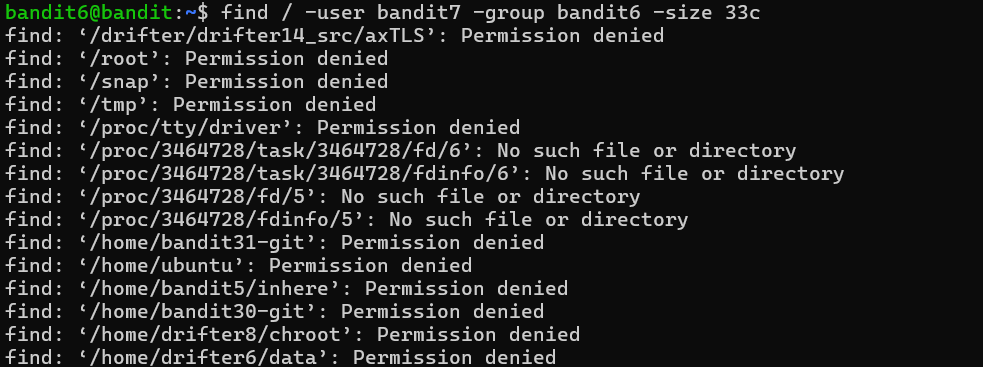 bandit6@bandit:~$ find / -user bandit7 -group bandit6 -size 33c
find: ‘/drifter/drifter14_src/axTLS’: Permission denied
find: ‘/root’: Permission denied
find: ‘/snap’: Permission denied
find: ‘/tmp’: Permission denied
find: ‘/proc/tty/driver’: Permission denied
find: ‘/proc/3464728/task/3464728/fd/6’: No such file or directory
find: ‘/proc/3464728/task/3464728/fdinfo/6’: No such file or directory
find: ‘/proc/3464728/fd/5’: No such file or directory
find: ‘/proc/3464728/fdinfo/5’: No such file or directory
find: ‘/home/bandit31-git’: Permission denied
find: ‘/home/ubuntu’: Permission denied
find: ‘/home/bandit5/inhere’: Permission denied
find: ‘/home/bandit30-git’: Permission denied
find: ‘/home/drifter8/chroot’: Permission denied
find: ‘/home/drifter6/data’: Permission denied